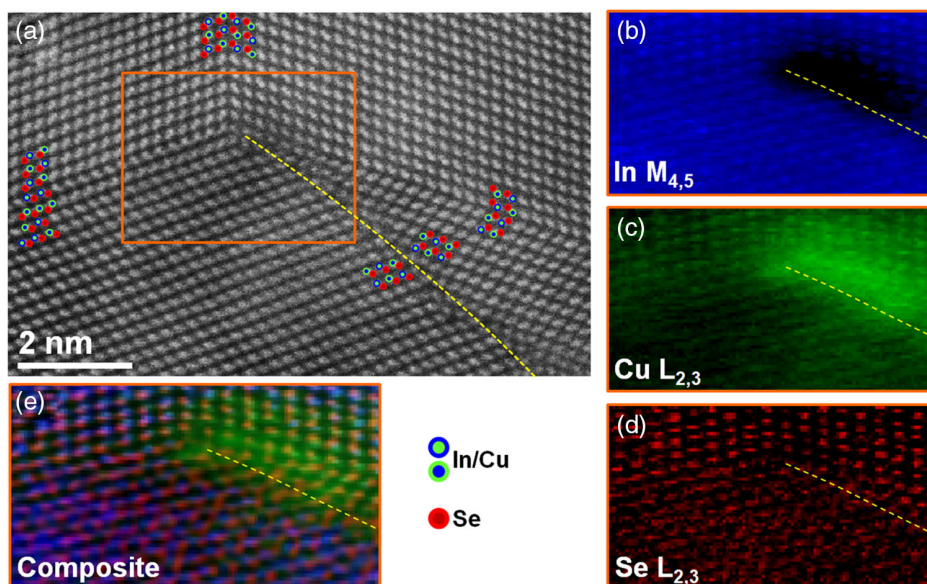 (a)
2 nm
(b)
In M4,5
(c)
Cu L2,3
(d)
Se L2,3
(e)
Composite
In/Cu
Se